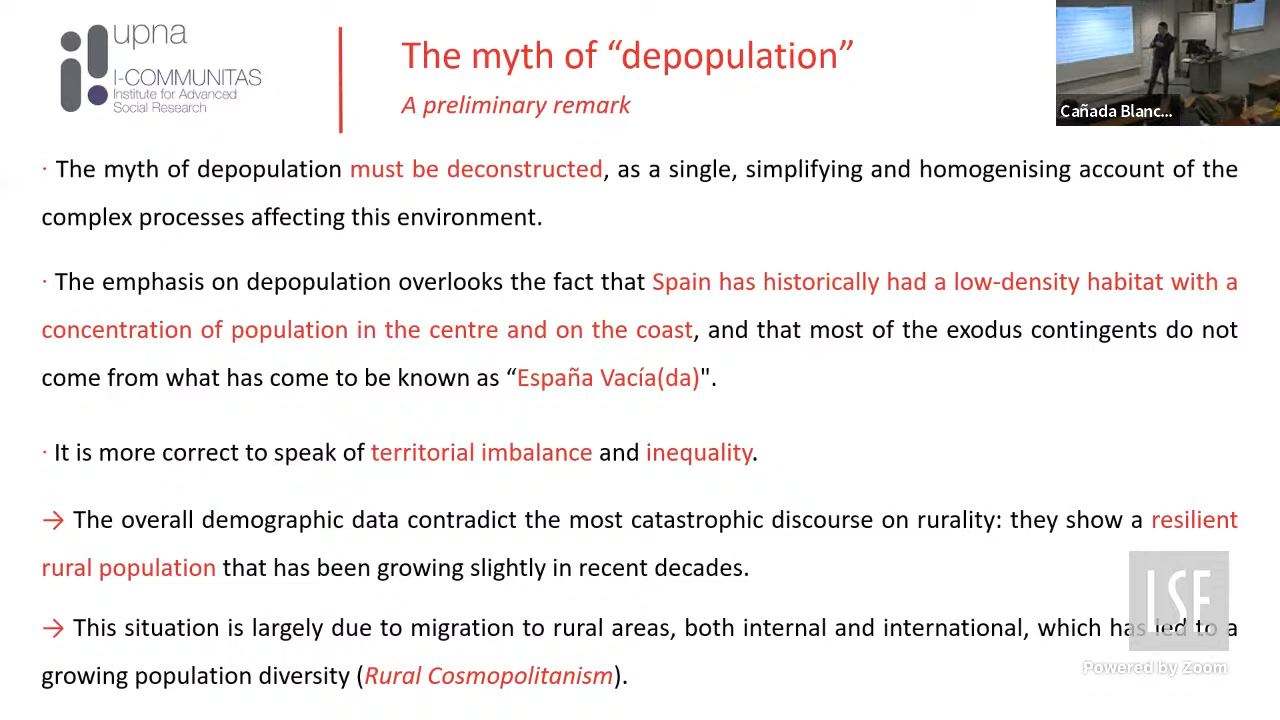 upna
I-COMMUNITAS
Institute for Advanced
Social Research
The myth of “depopulation”
A preliminary remark
Cañada Blanc...
· The myth of depopulation must be deconstructed, as a single, simplifying and homogenising account of the
complex processes affecting this environment.
· The emphasis on depopulation overlooks the fact that Spain has historically had a low-density habitat with a
concentration of population in the centre and on the coast, and that most of the exodus contingents do not
come from what has come to be known as “España Vacía(da)".
· It is more correct to speak of territorial imbalance and inequality.
→ The overall demographic data contradict the most catastrophic discourse on rurality: they show a resilient
rural population that has been growing slightly in recent decades.
→ This situation is largely due to migration to rural areas, both internal and international, which has led to a
growing population diversity (Rural Cosmopolitanism).
LSE
Powered by Zoom